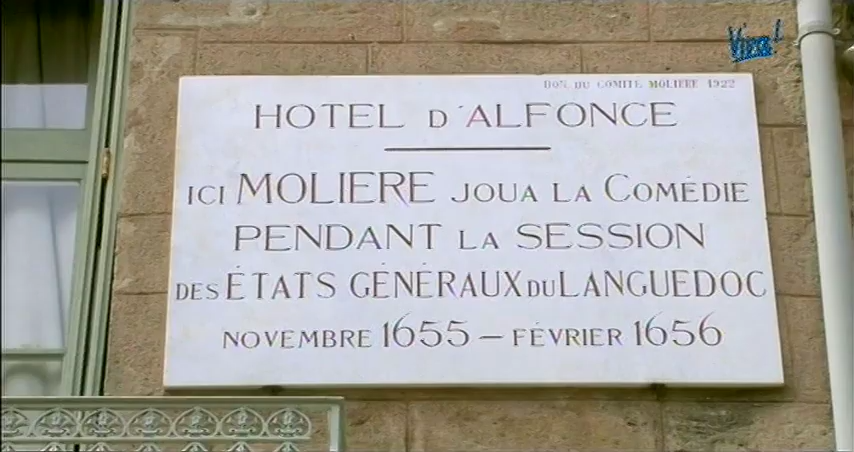 Viza!
DON DU COMITE MOLIERE 1922
HOTEL D'ALFONCE
ICI MOLIERE JOUA LA COMÉDIE
PENDANT LA SESSION
DES ÉTATS GÉNÉRAUX DU LANGUEDOC
NOVEMBRE 1655 – FÉVRIER 1656